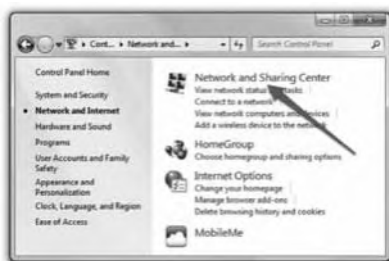 Cont... Network and...
Search Control Panel
Control Panel Home
System and Security
Network and Internet
Hardware and Sound
Programs
User Accounts and Family
Safety
Appearance and
Personalization
Clock, Language, and Region
Ease of Access
Network and Sharing Center
View network status tasks
Connect to a network
View network computers and devices
Add a wireless device to the network
HomeGroup
Choose homegroup and sharing options
Internet Options
Change your homepage
Manage browser add-ons
Delete browsing history and cookies
MobileMe